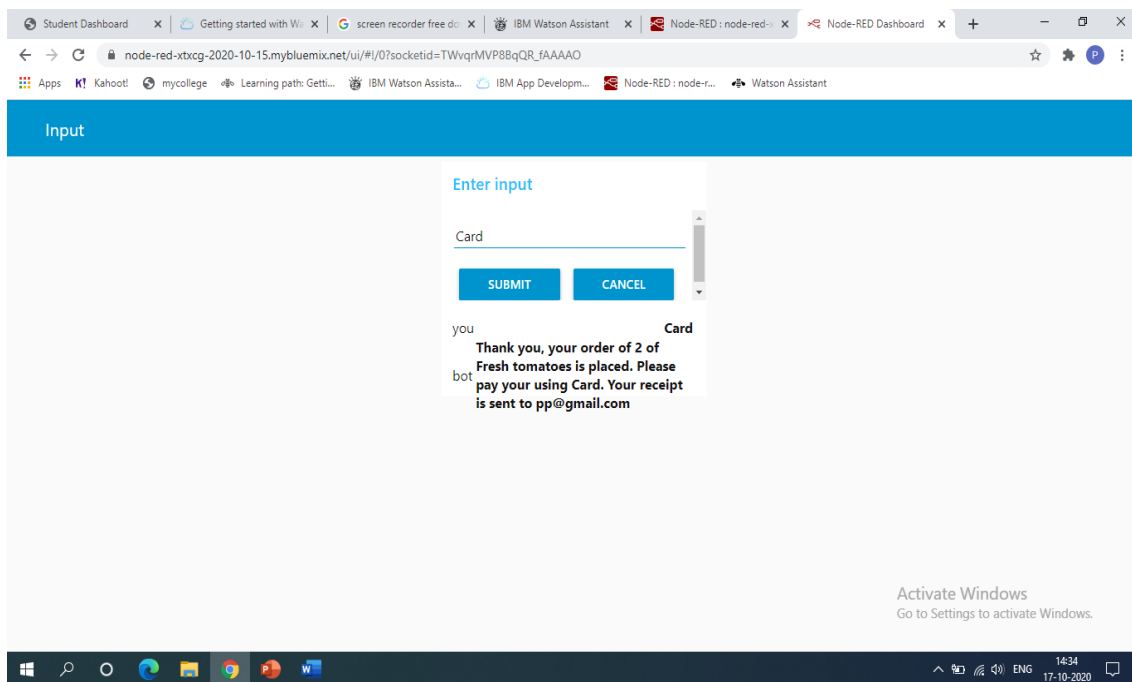 Student Dashboard
Getting started with Wa
screen recorder free do
IBM Watson Assistant
Node-RED : node-red-x
Node-RED Dashboard
node-red-xtxcg-2020-10-15.mybluemix.net/ui/#!/0?socketid=TWvqrMVP8BqQR_fAAAAO
P
Apps
K! Kahoot!
mycollege
Learning path: Getti...
IBM Watson Assista...
IBM App Developm...
Node-RED : node-r...
Watson Assistant
Input
Enter input
Card
SUBMIT CANCEL
you Card
bot Thank you, your order of 2 of
Fresh tomatoes is placed. Please
pay your using Card. Your receipt
is sent to pp@gmail.com
Activate Windows
Go to Settings to activate Windows.
ENG
14:34
17-10-2020